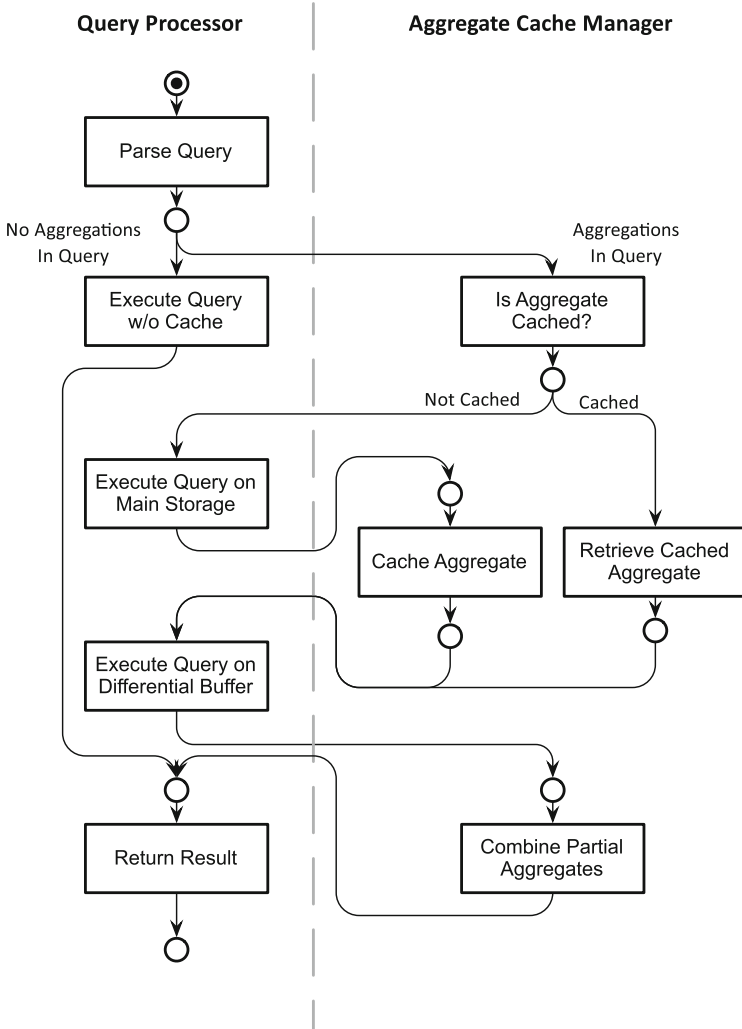 Query Processor
Aggregate Cache Manager
Parse Query
No Aggregations
In Query
Aggregations
In Query
Execute Query
w/o Cache
Is Aggregate
Cached?
Not Cached
Cached
Execute Query on
Main Storage
Cache Aggregate
Retrieve Cached
Aggregate
Execute Query on
Differential Buffer
Return Result
Combine Partial
Aggregates